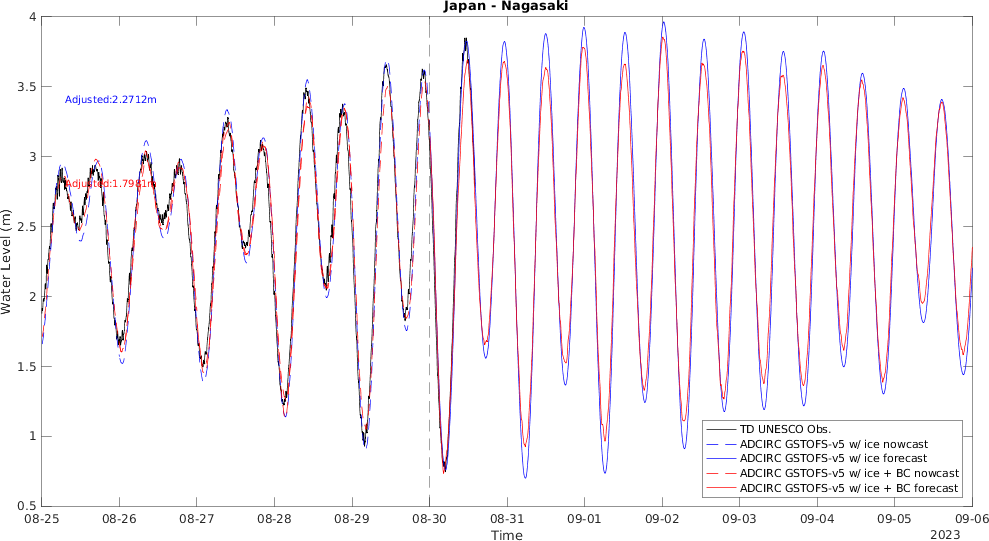 Japan - Nagasaki
4
3.5
3
2.5
2
1.5
1
0.5
Water Level (m)
Adjusted:2.2712m
Adjusted:1.7981m
TD UNESCO Obs.
ADCIRC GSTOFS-v5 w/ ice nowcast
ADCIRC GSTOFS-v5 w/ ice forecast
ADCIRC GSTOFS-v5 w/ ice + BC nowcast
ADCIRC GSTOFS-v5 w/ ice + BC forecast
08-25 08-26 08-27 08-28 08-29 08-30 08-31 09-01 09-02 09-03 09-04 09-05 09-06
Time
2023